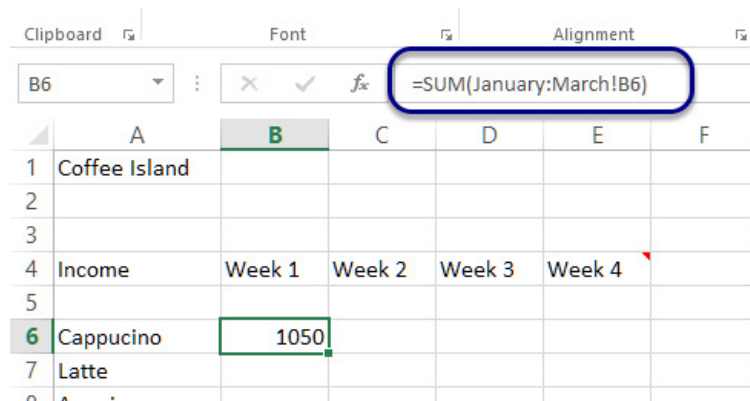 Clipboard Font Alignment
B6 fx =SUM(January:March!B6)
A B C D E F
1 Coffee Island
2
3
4 Income Week 1 Week 2 Week 3 Week 4
5
6 Cappucino 1050
7 Latte